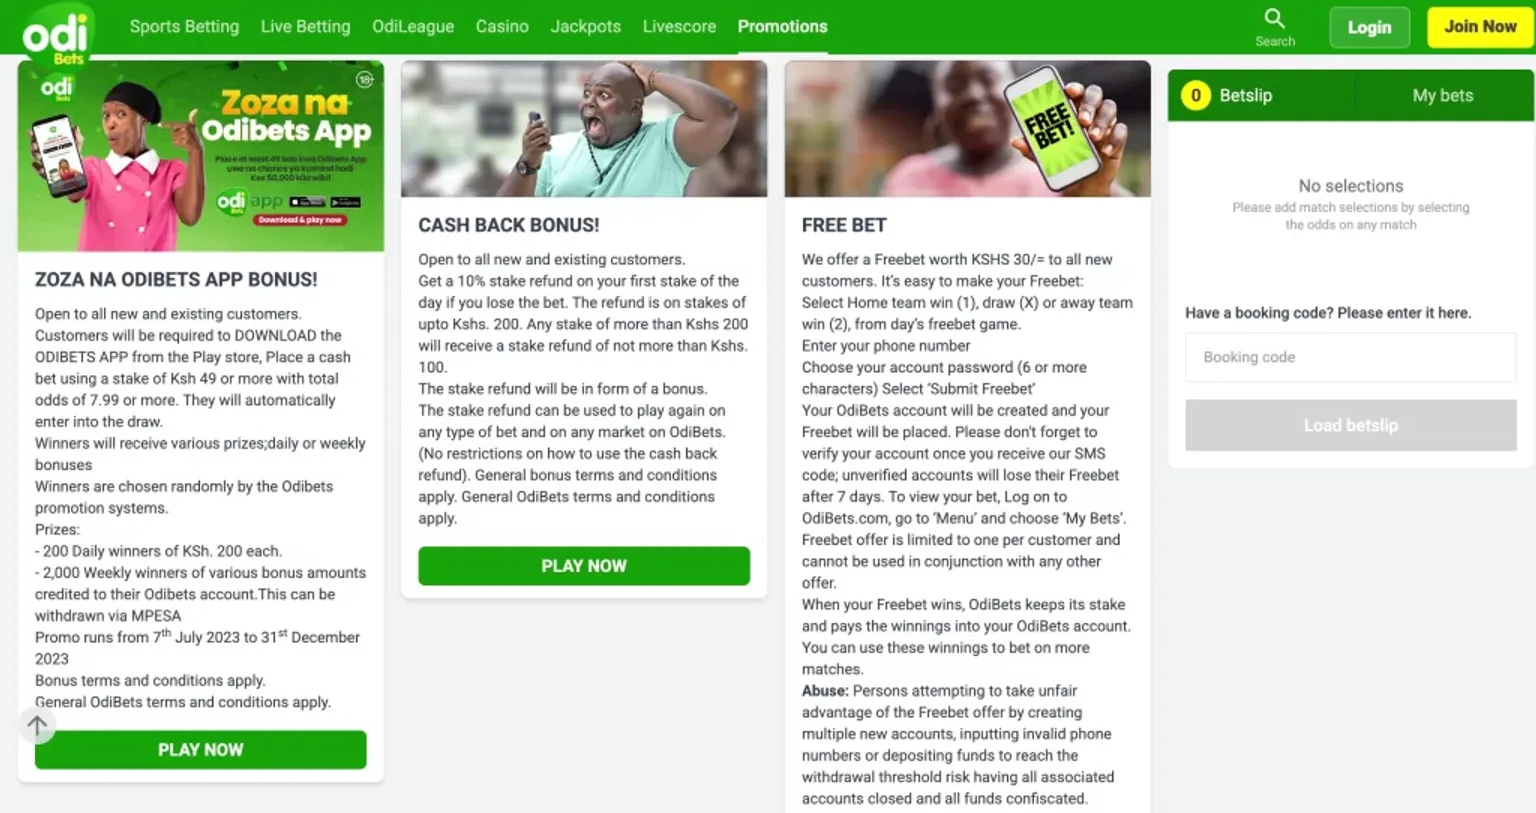 odi
Bets
Sports Betting
Live Betting
OdiLeague
Casino
Jackpots
Livescore
Promotions
Search
Login
Join Now
odi
Bets
18+
Zoza na
Odibets App
Place at least 49 bob kwa Odibets App
Kes 50,000 kila wiki!
odi app
Bets
Download & play now
ZOZA NA ODIBETS APP BONUS!
Open to all new and existing customers.
Customers will be required to DOWNLOAD the
ODIBETS APP from the Play store, Place a cash
bet using a stake of Ksh 49 or more with total
odds of 7.99 or more. They will automatically
enter into the draw.
Winners will receive various prizes;daily or weekly
bonuses
Winners are chosen randomly by the Odibets
promotion systems.
Prizes:
- 200 Daily winners of KSh. 200 each.
- 2,000 Weekly winners of various bonus amounts
credited to their Odibets account.This can be
withdrawn via MPESA
Promo runs from 7th July 2023 to 31st December
2023
Bonus terms and conditions apply.
General OdiBets terms and conditions apply.
PLAY NOW
CASH BACK BONUS!
Open to all new and existing customers.
Get a 10% stake refund on your first stake of the
day if you lose the bet. The refund is on stakes of
upto Kshs. 200. Any stake of more than Kshs 200
will receive a stake refund of not more than Kshs.
100.
The stake refund will be in form of a bonus.
The stake refund can be used to play again on
any type of bet and on any market on OdiBets.
(No restrictions on how to use the cash back
refund). General bonus terms and conditions
apply. General OdiBets terms and conditions
apply.
PLAY NOW
FREE
BET!
FREE BET
We offer a Freebet worth KSHS 30/= to all new
customers. It's easy to make your Freebet:
Select Home team win (1), draw (X) or away team
win (2), from day's freebet game.
Enter your phone number
Choose your account password (6 or more
characters) Select 'Submit Freebet'
Your OdiBets account will be created and your
Freebet will be placed. Please don't forget to
verify your account once you receive our SMS
code; unverified accounts will lose their Freebet
after 7 days. To view your bet, Log on to
OdiBets.com, go to 'Menu' and choose 'My Bets'.
Freebet offer is limited to one per customer and
cannot be used in conjunction with any other
offer.
When your Freebet wins, OdiBets keeps its stake
and pays the winnings into your OdiBets account.
You can use these winnings to bet on more
matches.
Abuse: Persons attempting to take unfair
advantage of the Freebet offer by creating
multiple new accounts, inputting invalid phone
numbers or depositing funds to reach the
withdrawal threshold risk having all associated
accounts closed and all funds confiscated.
0 Betslip
My bets
No selections
Please add match selections by selecting
the odds on any match
Have a booking code? Please enter it here.
Booking code
Load betslip